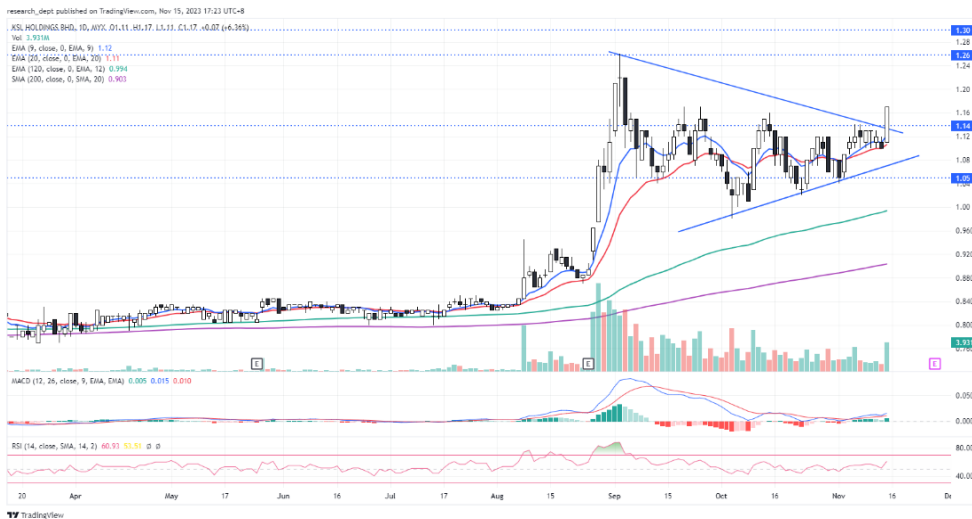 research_dept published on TradingView.com, Nov 15, 2023 17:23 UTC+8
KSL HOLDINGS BHD, 1D, MYX O1.11 H1.17 L1.11 C1.17 +0.07 (+6.36%)
Vol 3.931M
EMA (9, close, 0, EMA, 9) 1.12
EMA (20, close, 0, EMA, 20) 1.11
EMA (120, close, 0, EMA, 12) 0.994
SMA (200, close, 0, SMA, 20) 0.903
1.30
1.28
1.26
1.24
1.20
1.16
1.14
1.12
1.08
1.05
1.04
1.00
0.960
0.920
0.880
0.840
0.800
3.931
0.760
E E E
MACD (12, 26, close, 9, EMA, EMA) 0.005 0.015 0.010
0.050
0.000
RSI (14, close, SMA, 14, 2) 60.93 53.53 Ø Ø
80.00
40.00
20 Apr May 17 Jun 16 Jul 17 Aug 15 Sep 15 Oct 16 Nov 16 De
TradingView